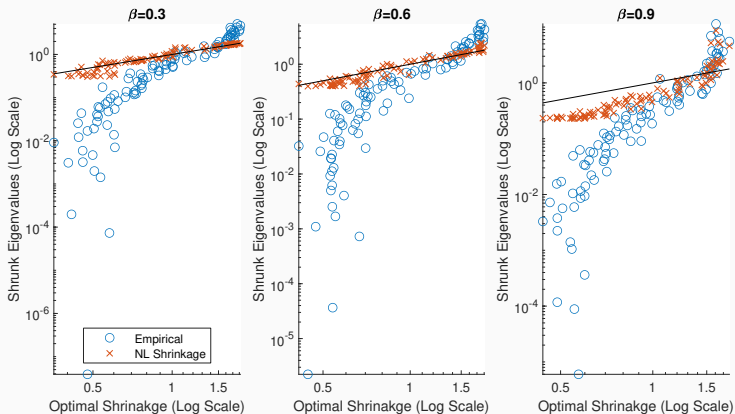 β=0.3
β=0.6
β=0.9
Shrunk Eigenvalues (Log Scale)
10^0
10^-2
10^-4
10^-6
Empirical
NL Shrinkage
0.5 1 1.5
Optimal Shrinakge (Log Scale)
Shrunk Eigenvalues (Log Scale)
10^0
10^-1
10^-2
10^-3
10^-4
10^-5
0.5 1 1.5
Optimal Shrinakge (Log Scale)
Shrunk Eigenvalues (Log Scale)
10^0
10^-2
10^-4
0.5 1 1.5
Optimal Shrinakge (Log Scale)